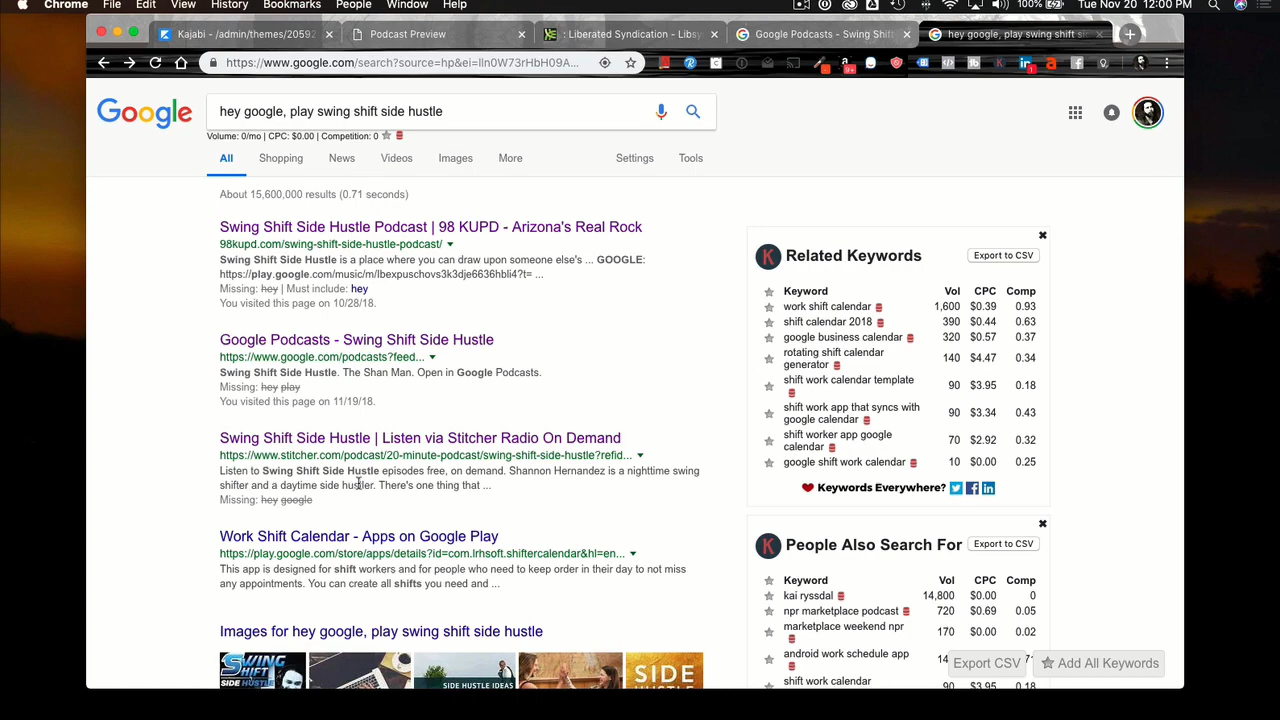 Chrome File Edit View History Bookmarks People Window Help 100% Tue Nov 20 12:00 PM
Kajabi - /admin/themes/20592 × Podcast Preview × : Liberated Syndication - Libsy × Google Podcasts - Swing Shift × hey google, play swing shift si ×
https://www.google.com/search?source=hp&ei=lIn0W73rHbH09A...
Google
hey google, play swing shift side hustle
Volume: 0/mo | CPC: $0.00 | Competition: 0
All Shopping News Videos Images More Settings Tools
About 15,600,000 results (0.71 seconds)
Swing Shift Side Hustle Podcast | 98 KUPD - Arizona's Real Rock
98kupd.com/swing-shift-side-hustle-podcast/
Swing Shift Side Hustle is a place where you can draw upon someone else's ... GOOGLE:
https://play.google.com/music/m/Ibexpuschovs3k3dje6636hbli4?t= ...
Missing: hey | Must include: hey
You visited this page on 10/28/18.
Google Podcasts - Swing Shift Side Hustle
https://www.google.com/podcasts?feed...
Swing Shift Side Hustle. The Shan Man. Open in Google Podcasts.
Missing: hey play
You visited this page on 11/19/18.
Swing Shift Side Hustle | Listen via Stitcher Radio On Demand
https://www.stitcher.com/podcast/20-minute-podcast/swing-shift-side-hustle?refid...
Listen to Swing Shift Side Hustle episodes free, on demand. Shannon Hernandez is a nighttime swing
shifter and a daytime side hustler. There's one thing that ...
Missing: hey google
Work Shift Calendar - Apps on Google Play
https://play.google.com/store/apps/details?id=com.lrhsoft.shiftercalendar&hl=en...
This app is designed for shift workers and for people who need to keep order in their day to not miss
any appointments. You can create all shifts you need and ...
Images for hey google, play swing shift side hustle
SWING
SHIFT
SIDE HUSTLE IDEAS
SIDE
K Related Keywords Export to CSV
Keyword Vol CPC Comp
work shift calendar 1,600 $0.39 0.93
shift calendar 2018 390 $0.44 0.63
google business calendar 320 $0.57 0.37
rotating shift calendar
generator 140 $4.47 0.34
shift work calendar template 90 $3.95 0.18
shift work app that syncs with
google calendar 90 $3.34 0.43
shift worker app google
calendar 70 $2.92 0.32
google shift work calendar 10 $0.00 0.25
Keywords Everywhere?
K People Also Search For Export to CSV
Keyword Vol CPC Comp
kai ryssdal 14,800 $0.00 0
npr marketplace podcast 720 $0.69 0.05
marketplace weekend npr 170 $0.00 0.02
android work schedule app
shift work calendar 90 $3.95 0.18
Export CSV Add All Keywords